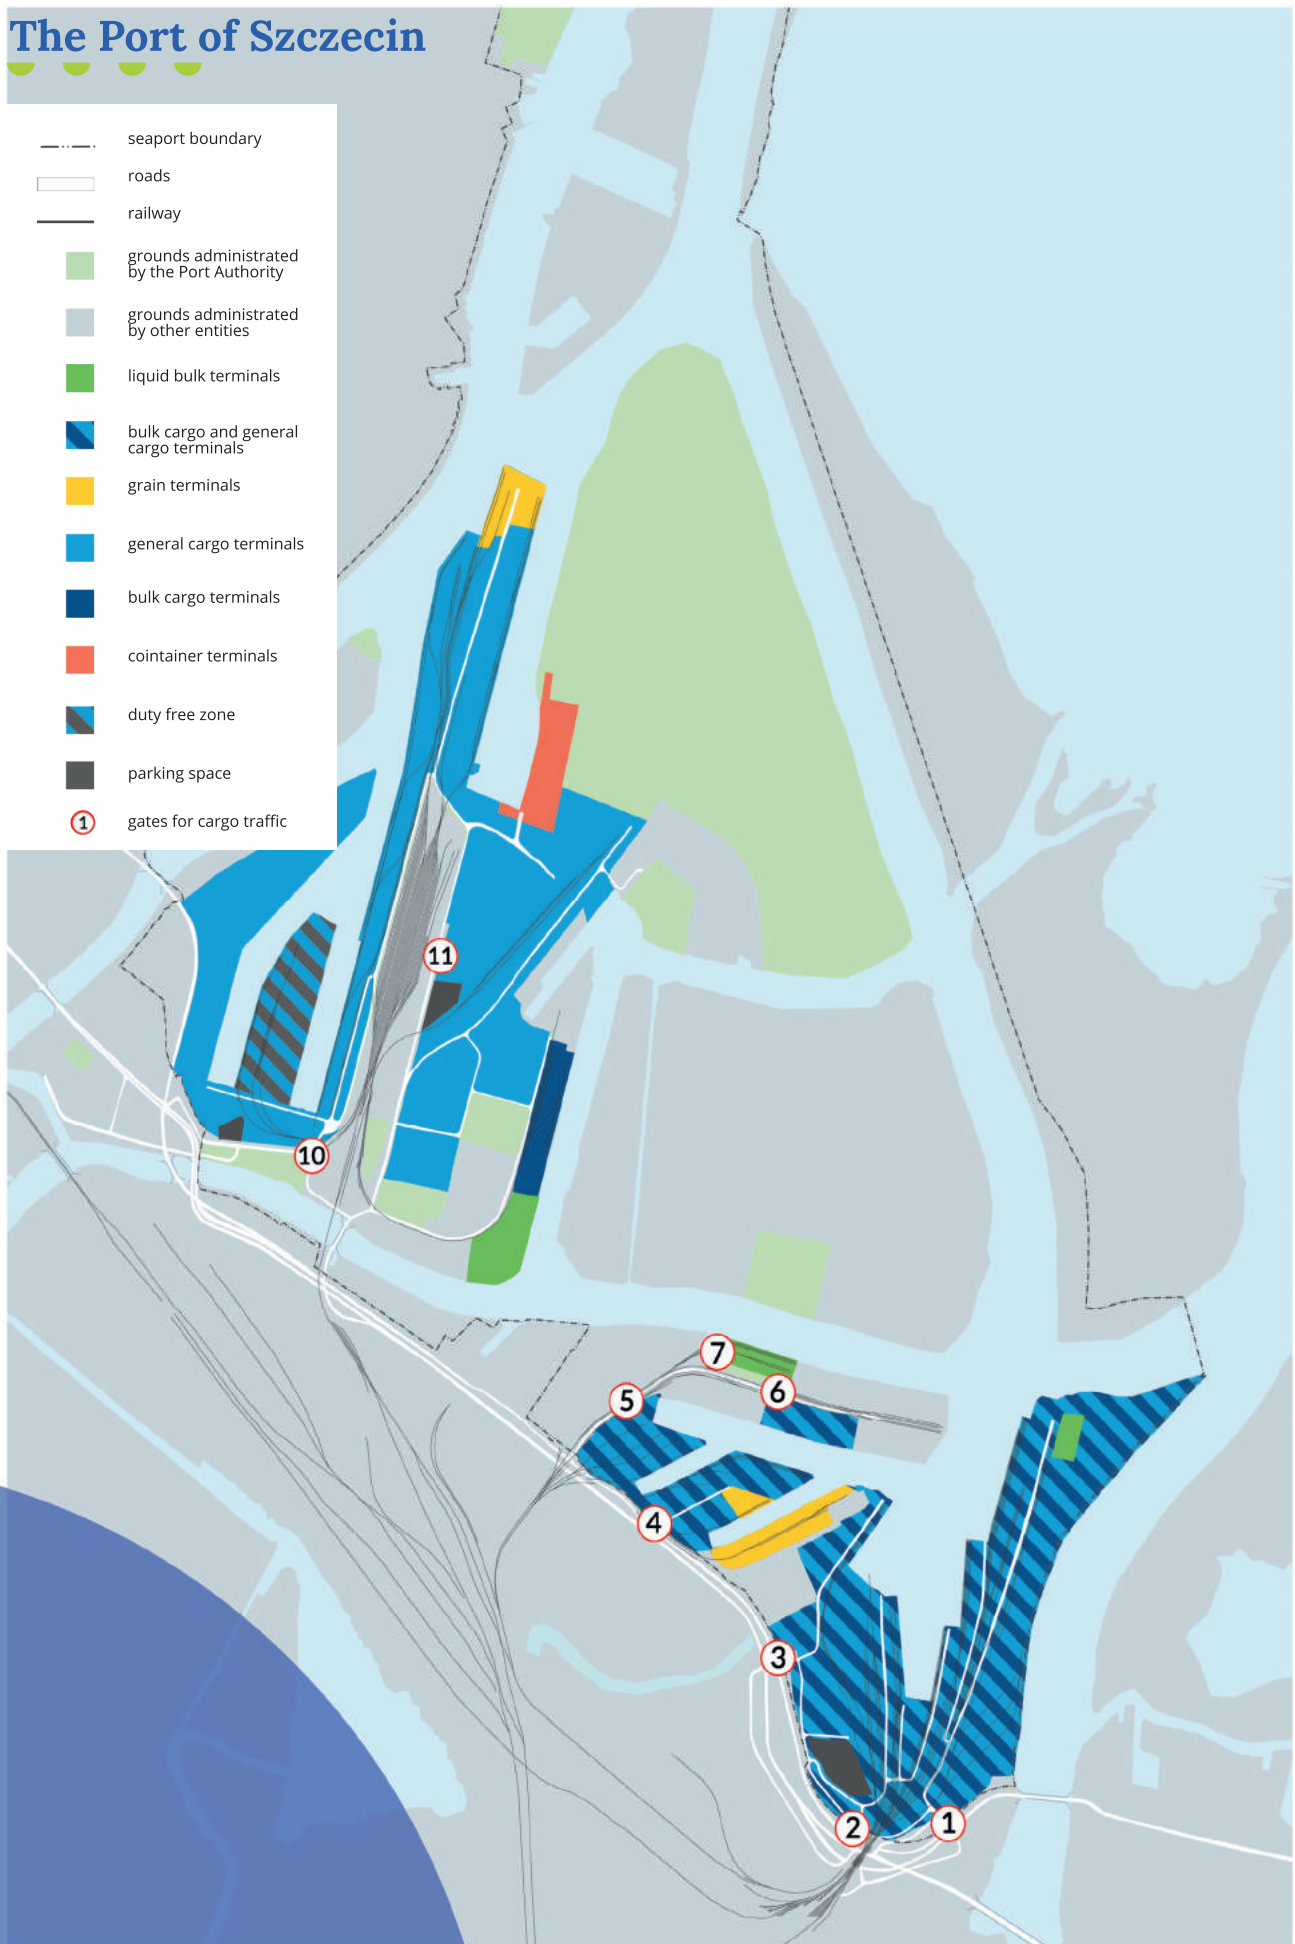 The Port of Szczecin
seaport boundary
roads
railway
grounds administrated
by the Port Authority
grounds administrated
by other entities
liquid bulk terminals
bulk cargo and general
cargo terminals
grain terminals
general cargo terminals
bulk cargo terminals
cointainer terminals
duty free zone
parking space
1 gates for cargo traffic
11
10
7
6
5
4
3
2
1